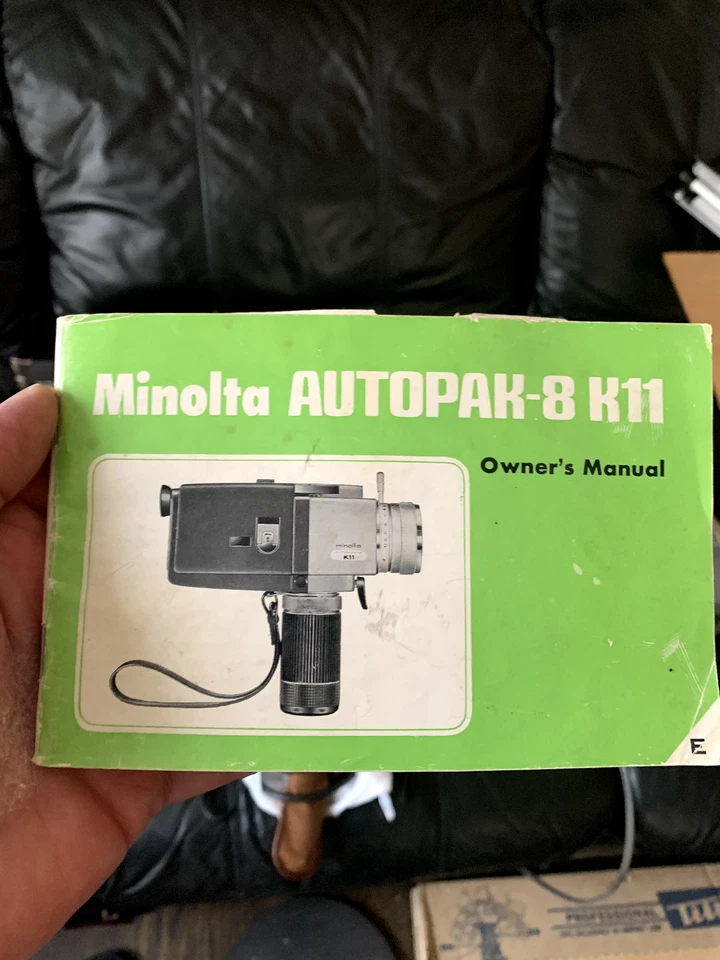 Minolta AUTOPAK-8 K11
Owner's Manual
minolta
K11
E
PROFESSIONAL